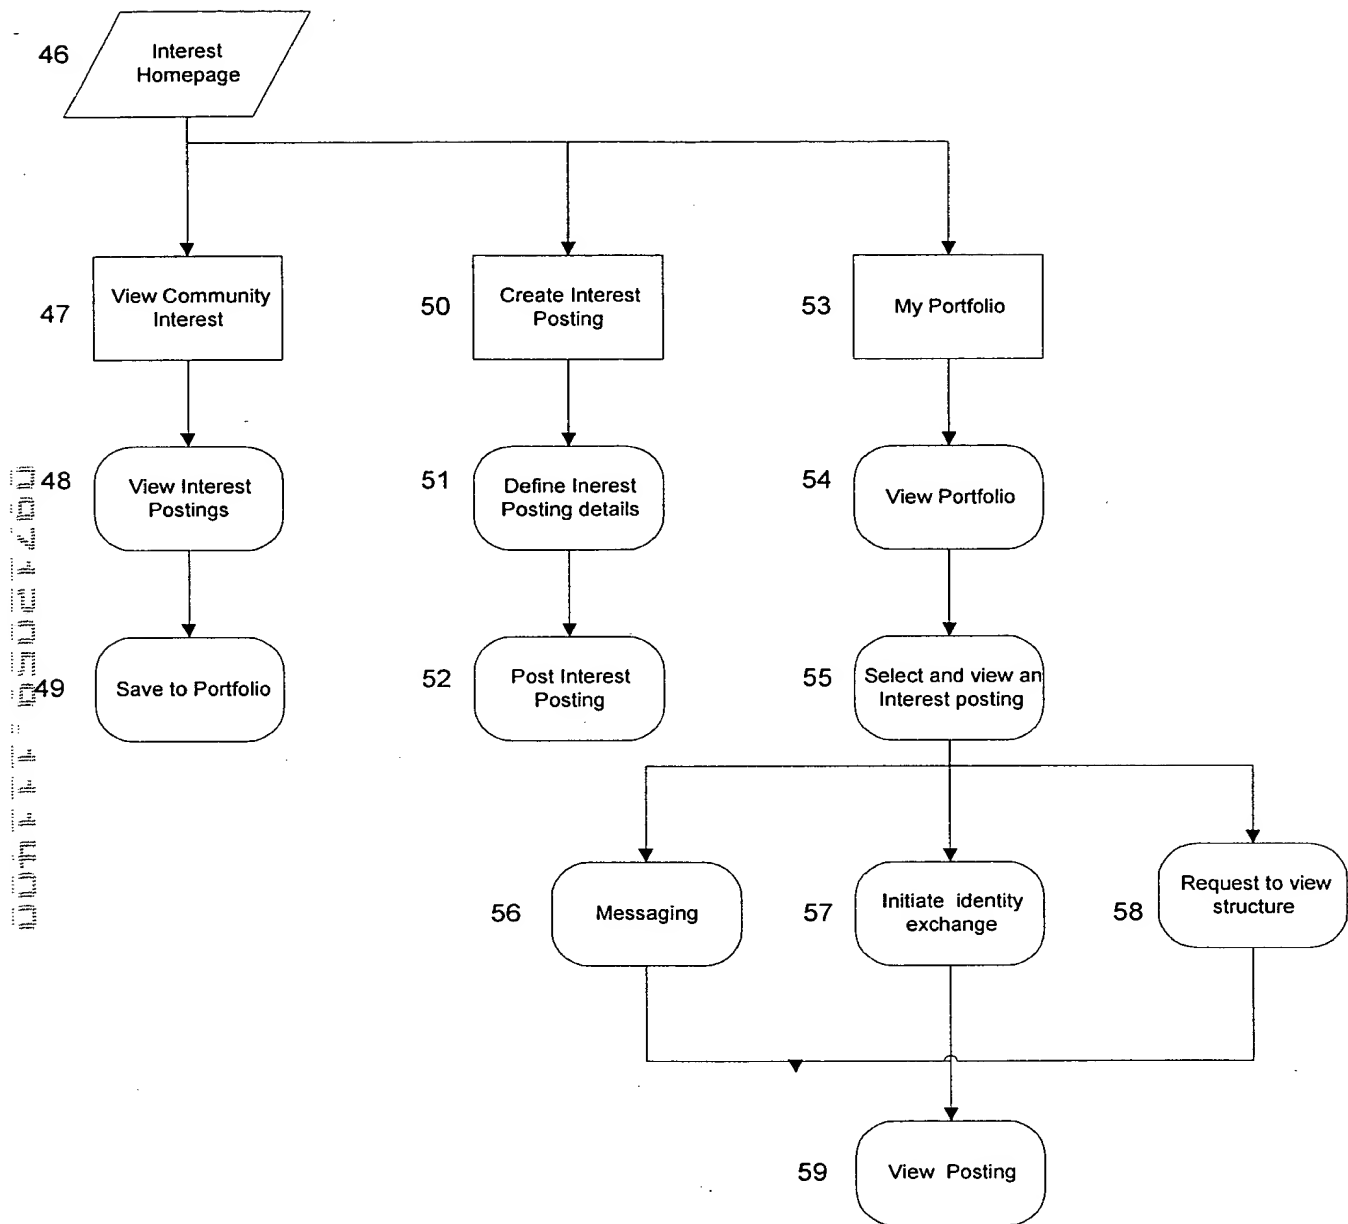 46
Interest
Homepage
47
View Community
Interest
50
Create Interest
Posting
53
My Portfolio
48
View Interest
Postings
51
Define Inerest
Posting details
54
View Portfolio
49
Save to Portfolio
52
Post Interest
Posting
55
Select and view an
Interest posting
56
Messaging
57
Initiate identity
exchange
58
Request to view
structure
59
View Posting